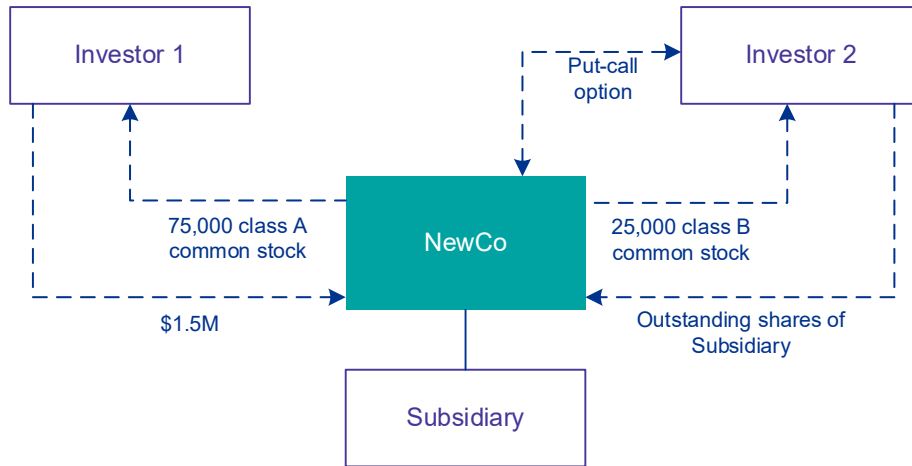 Investor 1
Put-call
option
Investor 2
75,000 class A
common stock
NewCo
25,000 class B
common stock
$1.5M
Outstanding shares of
Subsidiary
Subsidiary